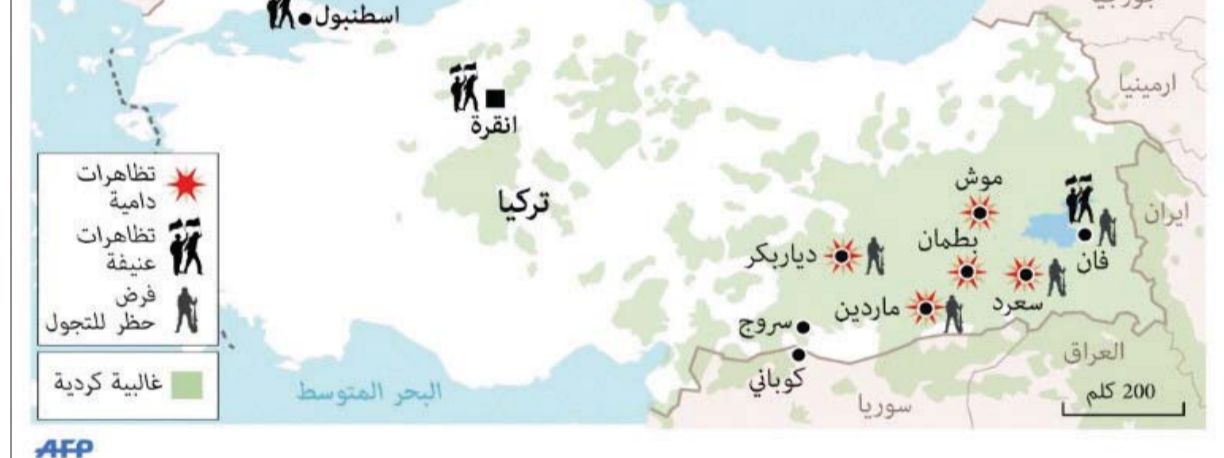 جورجيا
اسطنبول
ارمينيا
انقرة
تظاهرات
دامية
تظاهرات
عنيفة
فرض
حظر للتجول
غالبية كردية
تركيا
موش
ايران
بطمان
دياربكر
فان
سعرد
ماردين
سروج
كوباني
العراق
البحر المتوسط
سوريا
200 كلم
AFP